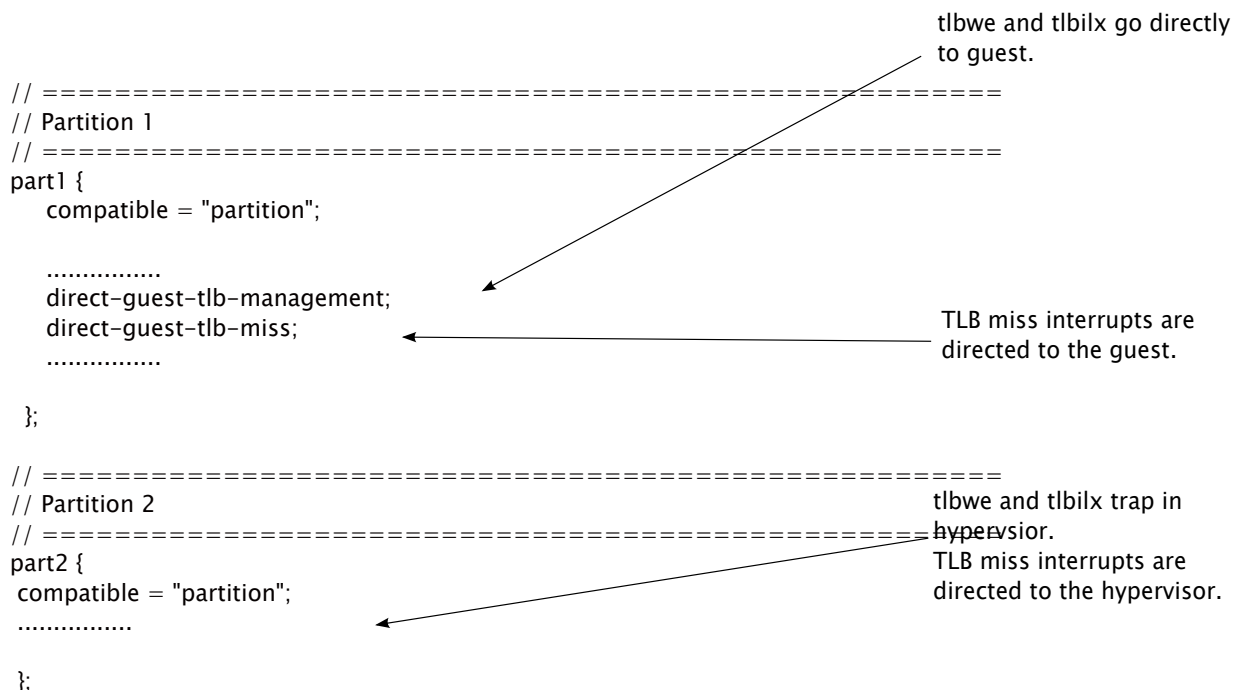 tlbwe and tlbilx go directly
to guest.
// =====================================================
// Partition 1
// =====================================================
part1 {
compatible = "partition";
................
direct-guest-tlb-management;
direct-guest-tlb-miss;
................
TLB miss interrupts are
directed to the guest.
};
// =====================================================
// Partition 2
// =====================================================
part2 {
compatible = "partition";
................
};
tlbwe and tlbilx trap in
hypervsior.
TLB miss interrupts are
directed to the hypervisor.